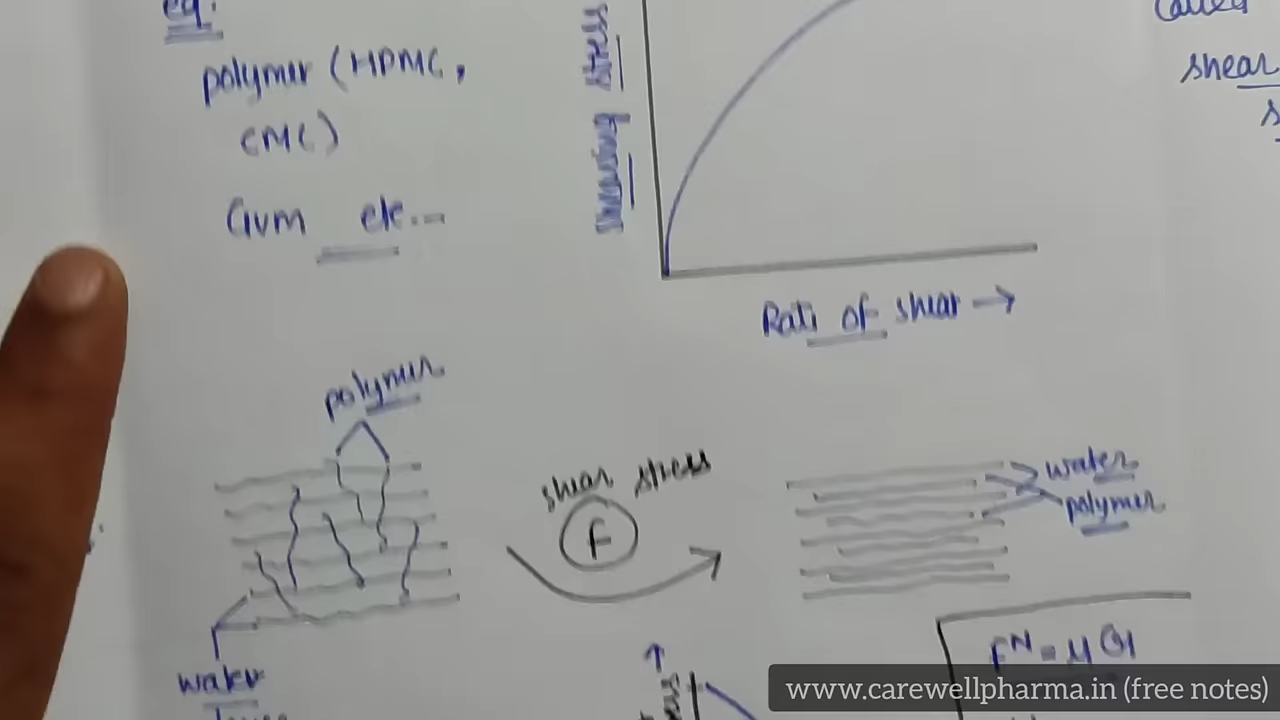 eg:
polymer (HPMC,
CMC)
Gum etc...
shearing stress
called
shear
Rate of shear →
polymer
shear stress
F
water
polymer
water
F^N = η G
www.carewellpharma.in (free notes)